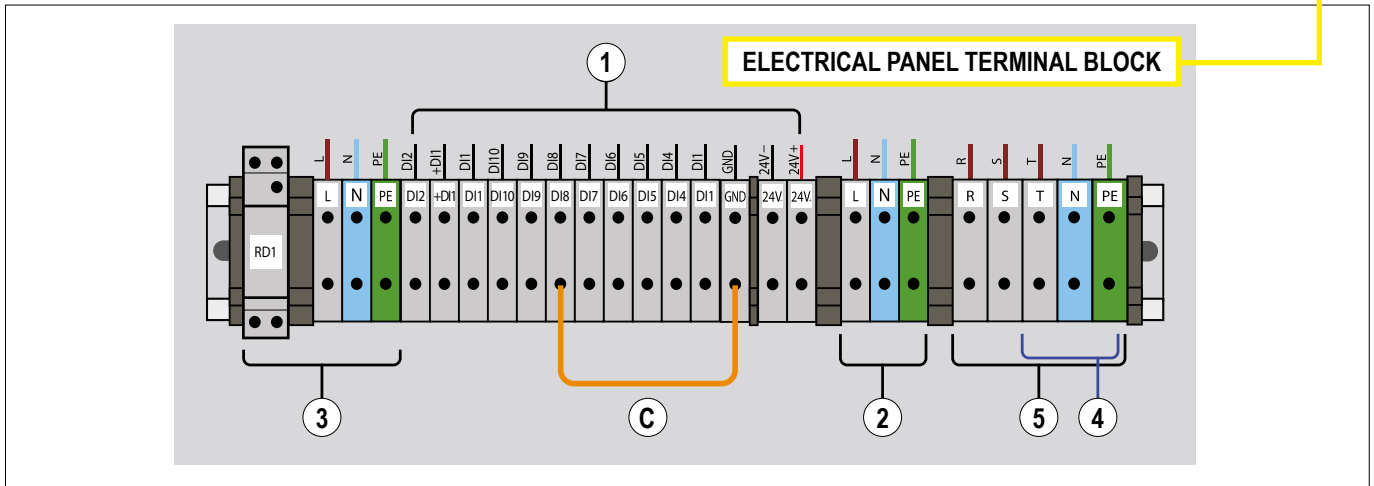 ELECTRICAL PANEL TERMINAL BLOCK
1
L N PE DI2 +DI1 DI1 DI10 DI9 DI8 DI7 DI6 DI5 DI4 DI1 GND 24V- 24V+ L N PE R S T N PE
L N PE DI2 +DI1 DI1 DI10 DI9 DI8 DI7 DI6 DI5 DI4 DI1 GND 24V. 24V. L N PE R S T N PE
RD1
3 C 2 5 4